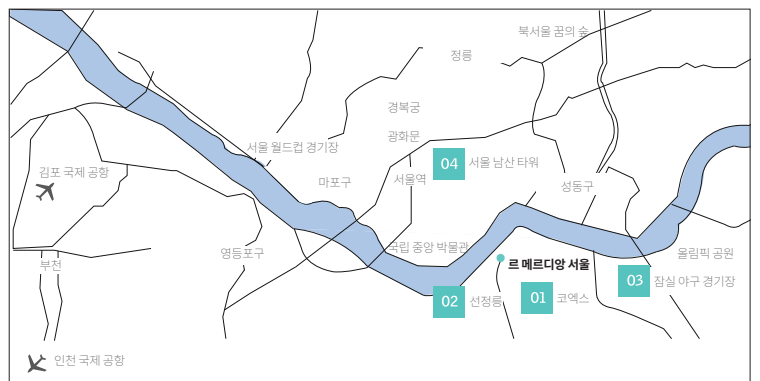 북서울 꿈의 숲
정릉
경복궁
광화문
서울 월드컵 경기장
04 서울 남산 타워
김포 국제 공항
마포구
서울역
성동구
영등포구
국립 중앙 박물관
올림픽 공원
부천
르 메르디앙 서울
03 잠실 야구 경기장
02 선정릉
01 코엑스
인천 국제 공항